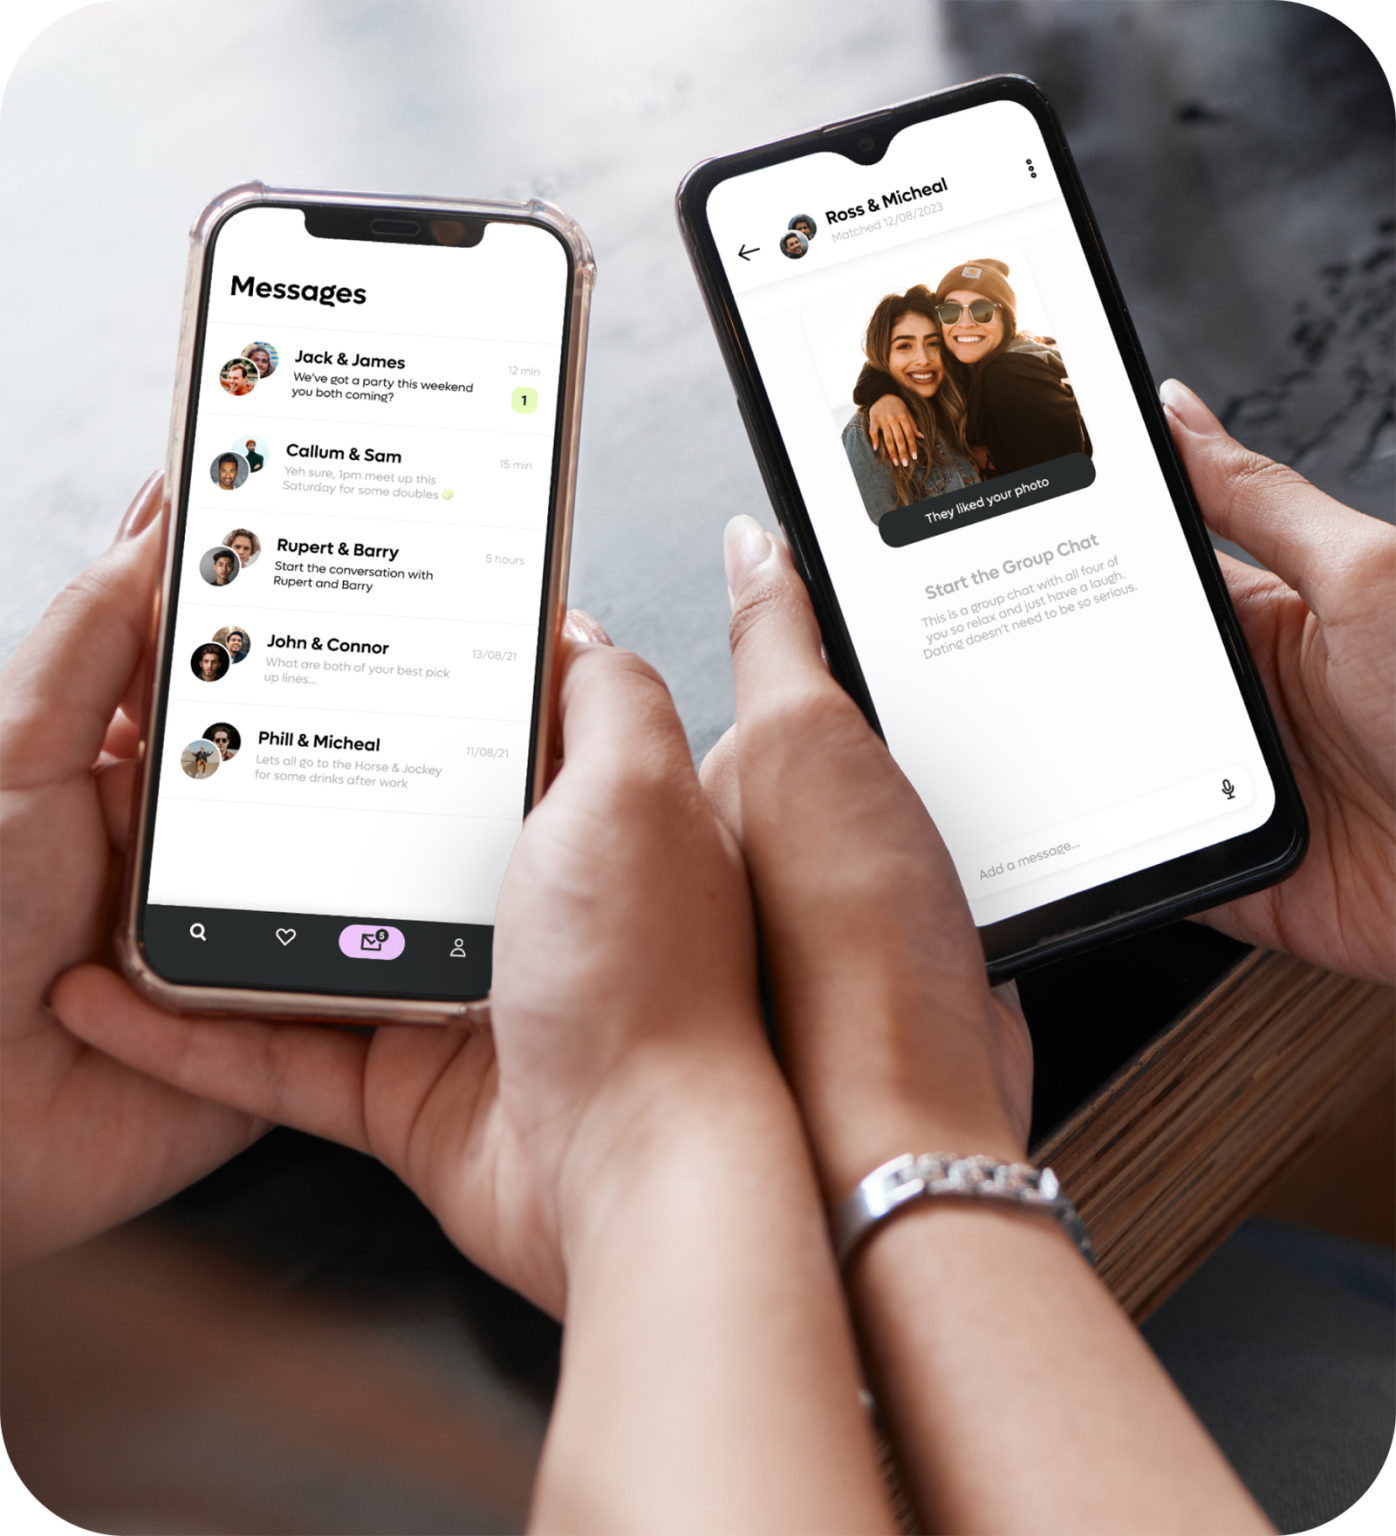 Messages
Jack & James
12 min
We've got a party this weekend
you both coming?
1
Callum & Sam
15 min
Yeh sure, 1pm meet up this
Saturday for some doubles
Rupert & Barry
5 hours
Start the conversation with
Rupert and Barry
John & Connor
13/08/21
What are both of your best pick
up lines...
Phill & Micheal
11/08/21
Lets all go to the Horse & Jockey
for some drinks after work
5
Ross & Micheal
Matched 12/08/2023
They liked your photo
Start the Group Chat
This is a group chat with all four of
you so relax and just have a laugh.
Dating doesn't need to be so serious.
Add a message...